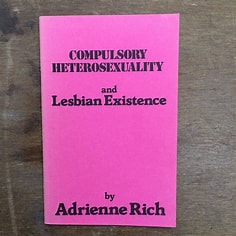 COMPULSORY
HETEROSEXUALITY
and
Lesbian Existence
by
Adrienne Rich